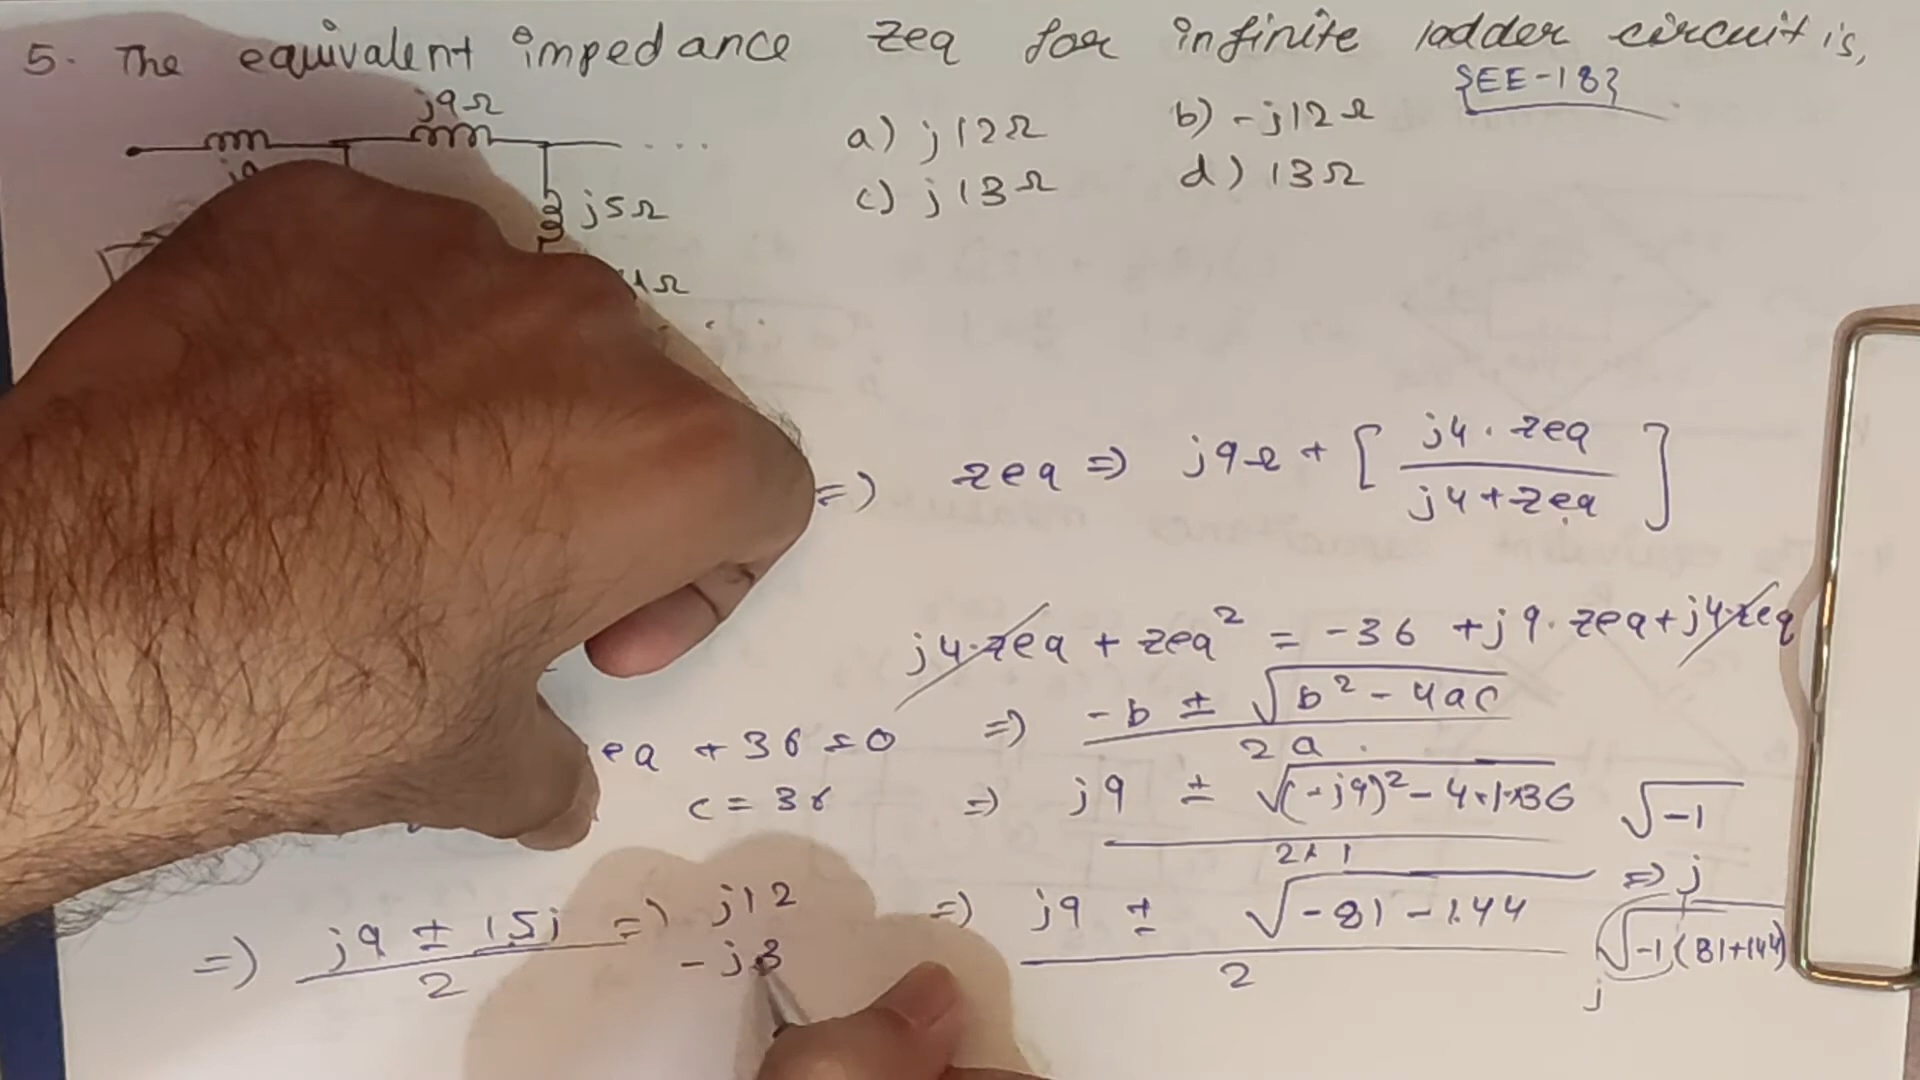 5. The equivalent impedance zeq for infinite ladder circuit is,
{EE-18}
j9Ω
a) j12Ω b) -j12Ω
c) j13Ω d) 13Ω
j5Ω
Ω
=) zeq => j9Ω + [ j4 . zeq / j4 + zeq ]
j4.zeq + zeq² = -36 + j9. zeq + j4.zeq
=) -b ± √b² - 4ac / 2a
eq + 36 = 0
c = 36
=) j9 ± √(-j9)² - 4×1×36 / 2×1
√-1
=> j
√-1(81+144)
j
=) j9 ± √-81-144 / 2
=) j9 ± 15j / 2 =) j12
-j3